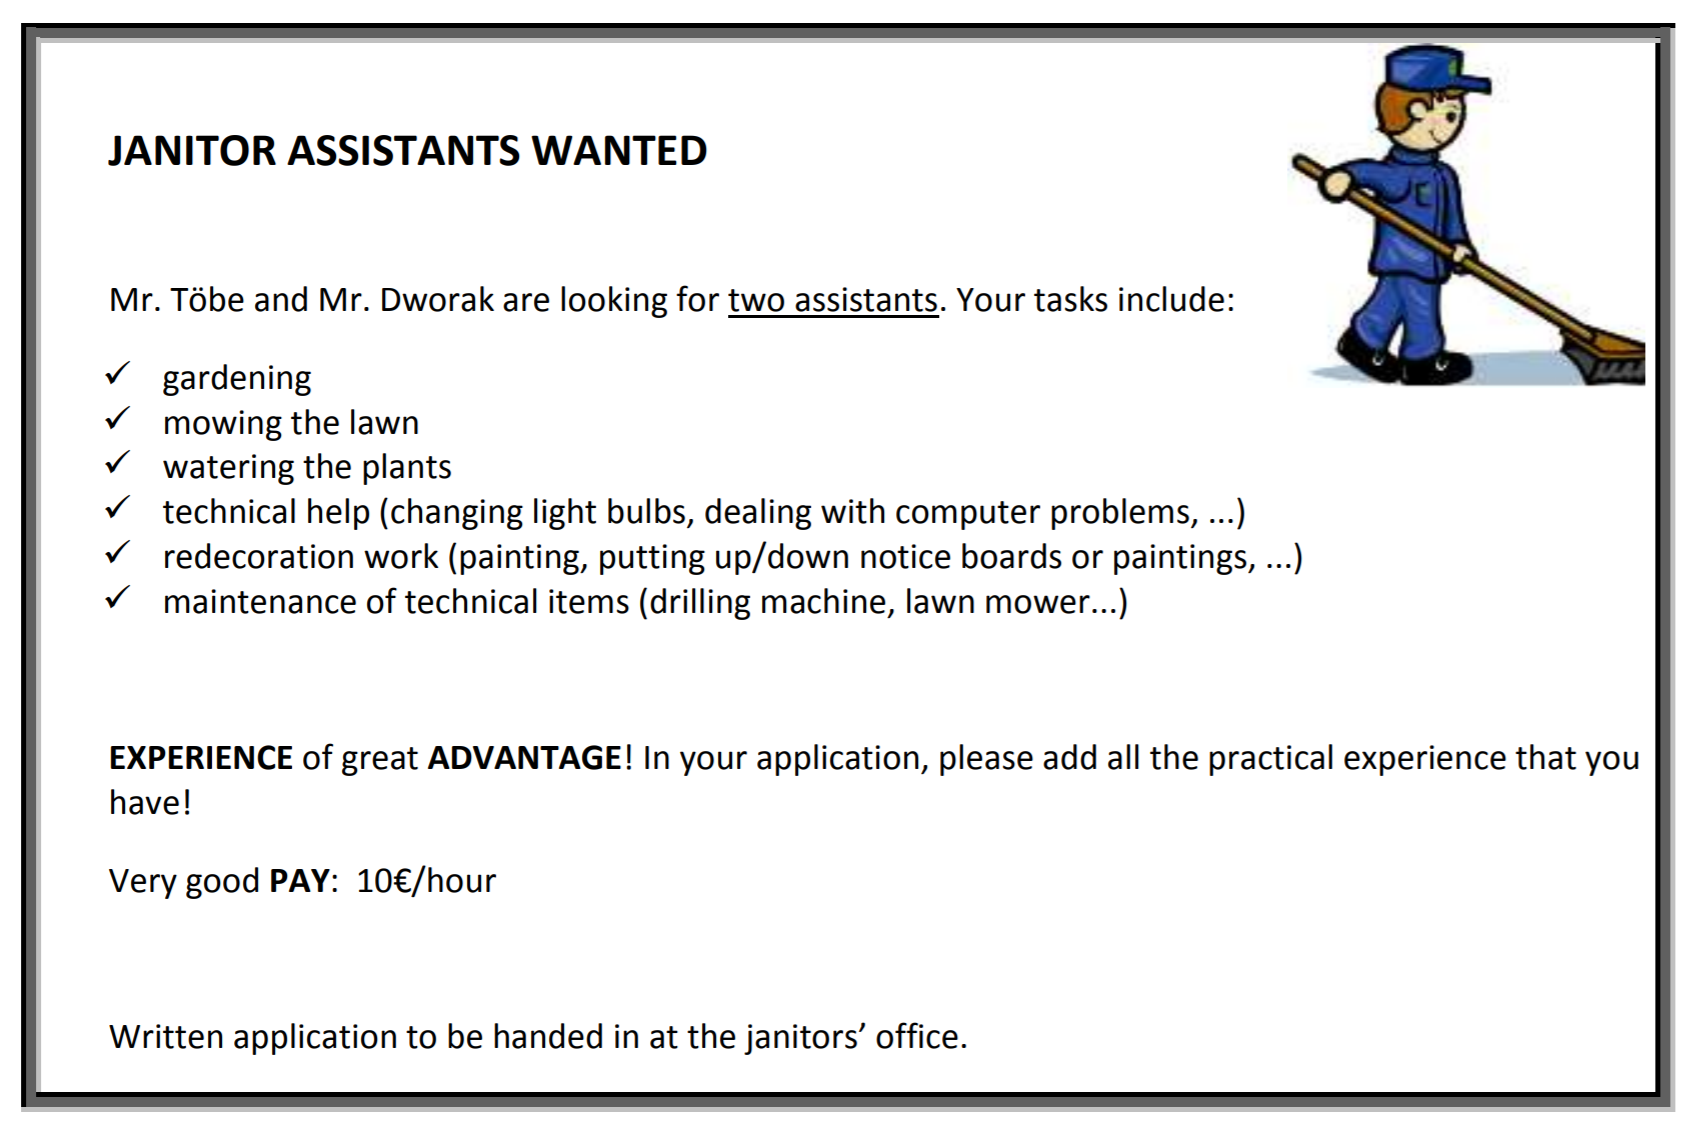 JANITOR ASSISTANTS WANTED
Mr. Töbe and Mr. Dworak are looking for two assistants. Your tasks include:
✓ gardening
✓ mowing the lawn
✓ watering the plants
✓ technical help (changing light bulbs, dealing with computer problems, ...)
✓ redecoration work (painting, putting up/down notice boards or paintings, ...)
✓ maintenance of technical items (drilling machine, lawn mower...)
EXPERIENCE of great ADVANTAGE! In your application, please add all the practical experience that you
have!
Very good PAY:  10€/hour
Written application to be handed in at the janitors’ office.